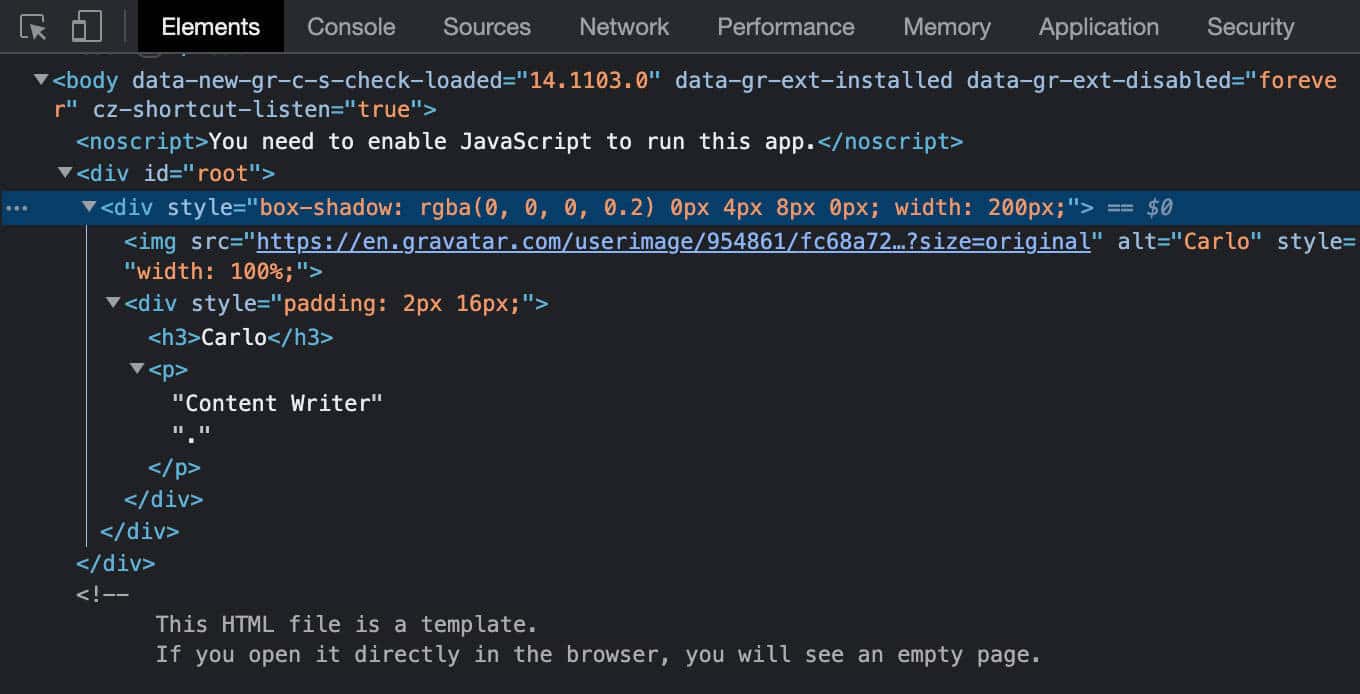 Elements Console Sources Network Performance Memory Application Security
<body data-new-gr-c-s-check-loaded="14.1103.0" data-gr-ext-installed data-gr-ext-disabled="foreve
r" cz-shortcut-listen="true">
<noscript>You need to enable JavaScript to run this app.</noscript>
<div id="root">
… <div style="box-shadow: rgba(0, 0, 0, 0.2) 0px 4px 8px 0px; width: 200px;"> == $0
<img src="https://en.gravatar.com/userimage/954861/fc68a72…?size=original" alt="Carlo" style=
"width: 100%;">
<div style="padding: 2px 16px;">
<h3>Carlo</h3>
<p>
"Content Writer"
"."
</p>
</div>
</div>
</div>
<!--
This HTML file is a template.
If you open it directly in the browser, you will see an empty page.